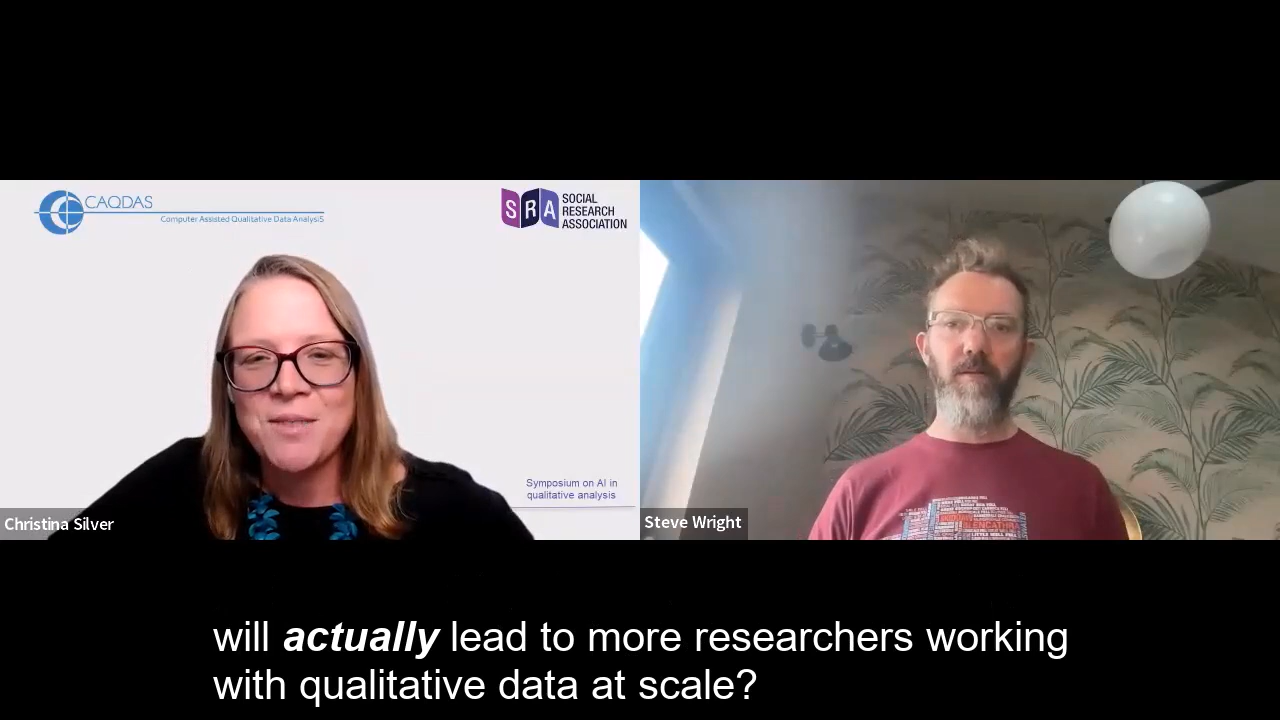 CAQDAS
Computer Assisted Qualitative Data AnalysiS
SRA SOCIAL
RESEARCH
ASSOCIATION
Symposium on AI in
qualitative analysis
Christina Silver
Steve Wright
will actually lead to more researchers working
with qualitative data at scale?